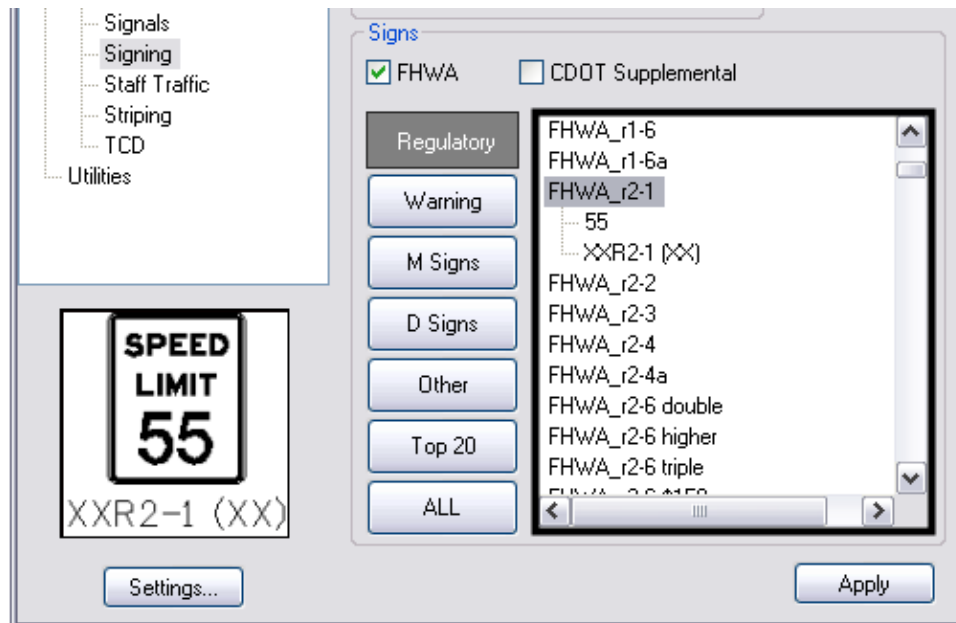 Signals
Signing
Staff Traffic
Striping
TCD
Utilities
SPEED
LIMIT
55
XXR2-1 (XX)
Settings...
Signs
FHWA
CDOT Supplemental
Regulatory
Warning
M Signs
D Signs
Other
Top 20
ALL
FHWA_r1-6
FHWA_r1-6a
FHWA_r2-1
55
XXR2-1 (XX)
FHWA_r2-2
FHWA_r2-3
FHWA_r2-4
FHWA_r2-4a
FHWA_r2-6 double
FHWA_r2-6 higher
FHWA_r2-6 triple
Apply